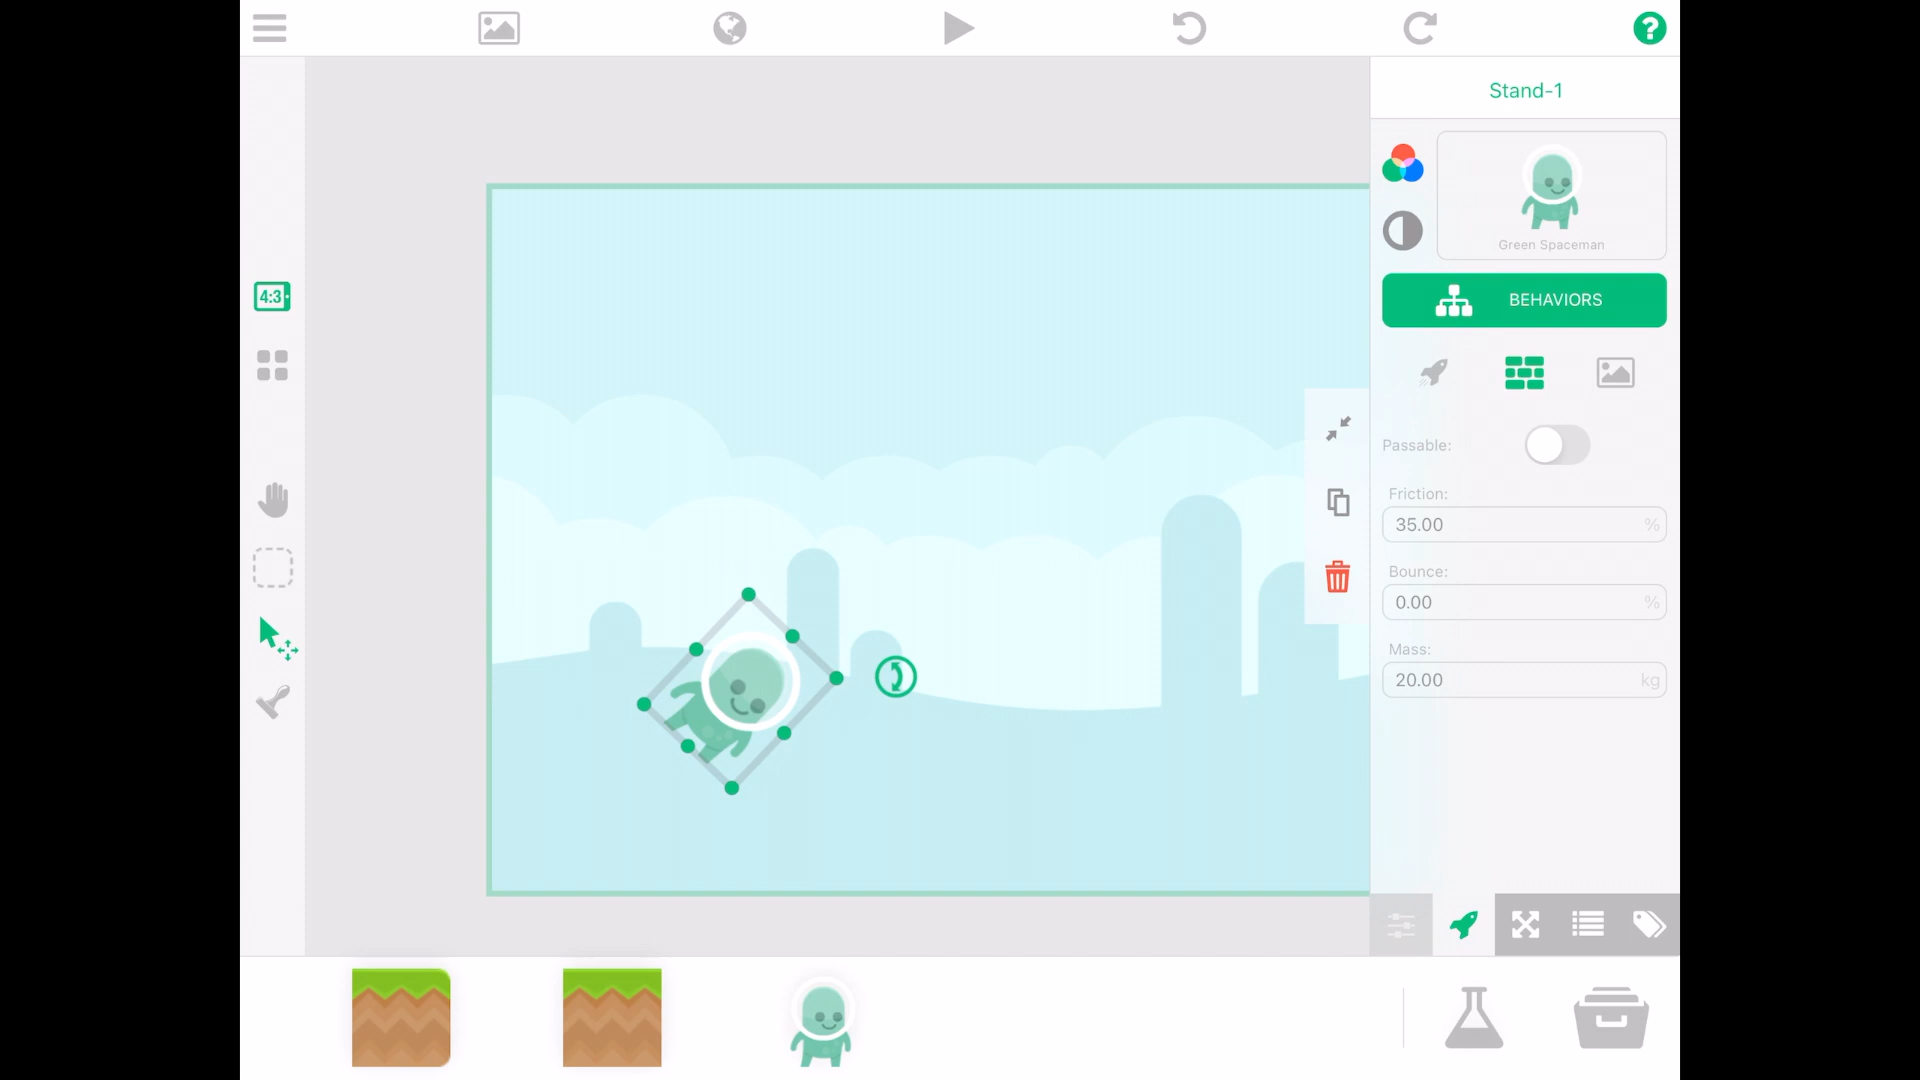 ?
Stand-1
Green Spaceman
BEHAVIORS
4:3
Passable:
Friction:
35.00 %
Bounce:
0.00 %
Mass:
20.00 kg